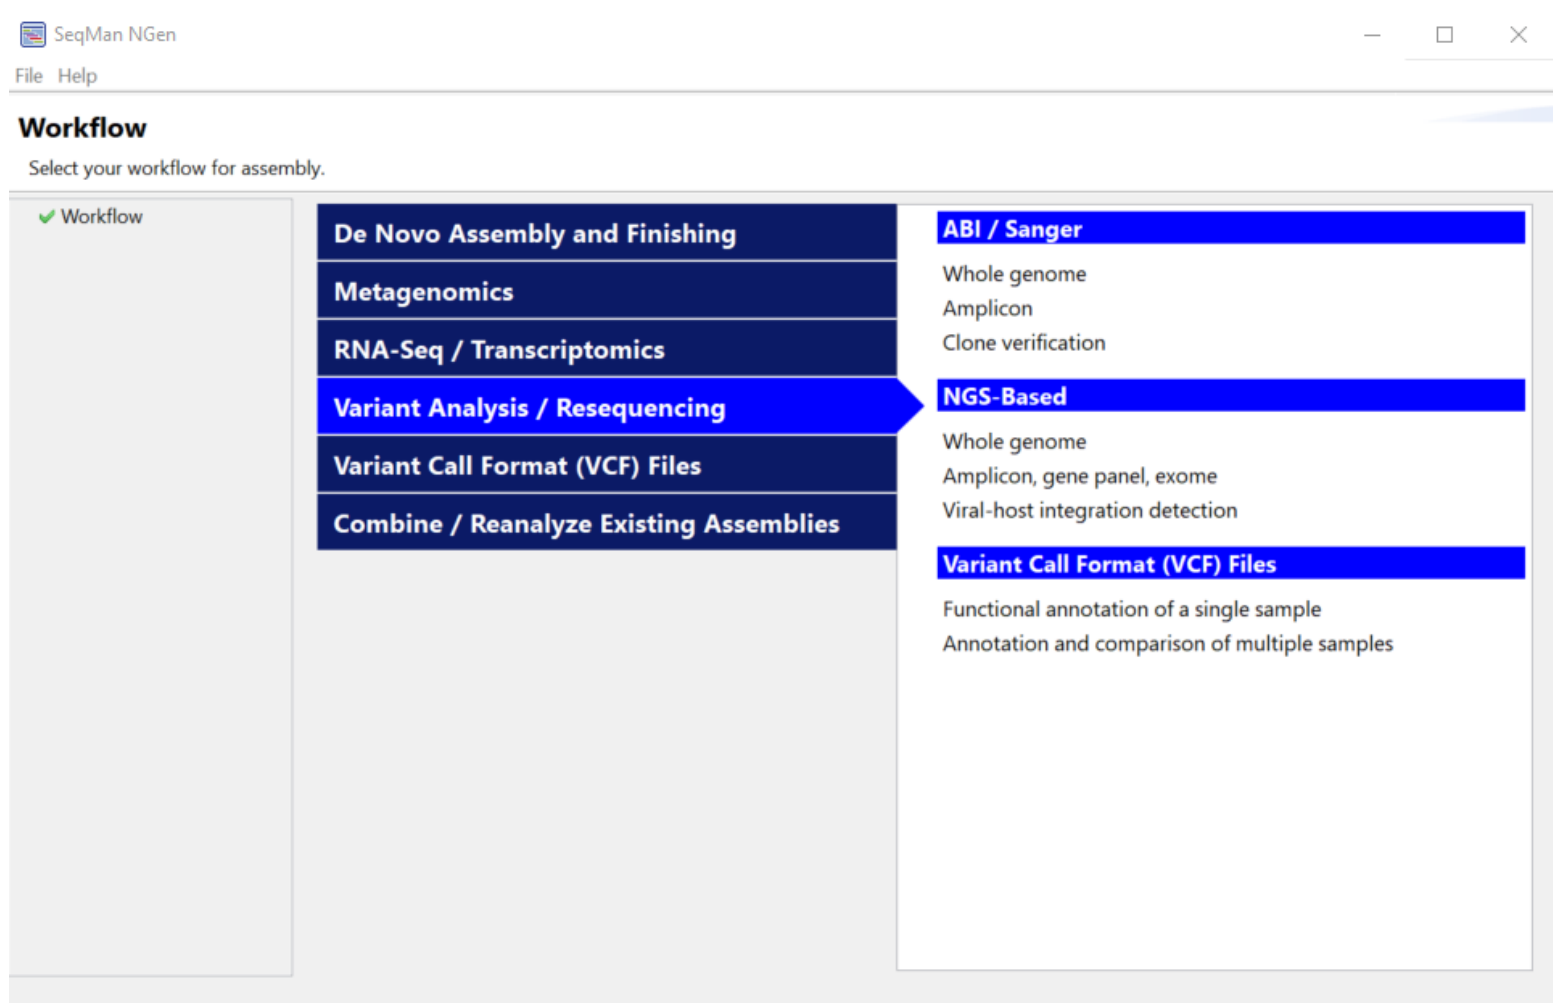 SeqMan NGen
File Help
Workflow
Select your workflow for assembly.
Workflow
De Novo Assembly and Finishing
Metagenomics
RNA-Seq / Transcriptomics
Variant Analysis / Resequencing
Variant Call Format (VCF) Files
Combine / Reanalyze Existing Assemblies
ABI / Sanger
Whole genome
Amplicon
Clone verification
NGS-Based
Whole genome
Amplicon, gene panel, exome
Viral-host integration detection
Variant Call Format (VCF) Files
Functional annotation of a single sample
Annotation and comparison of multiple samples